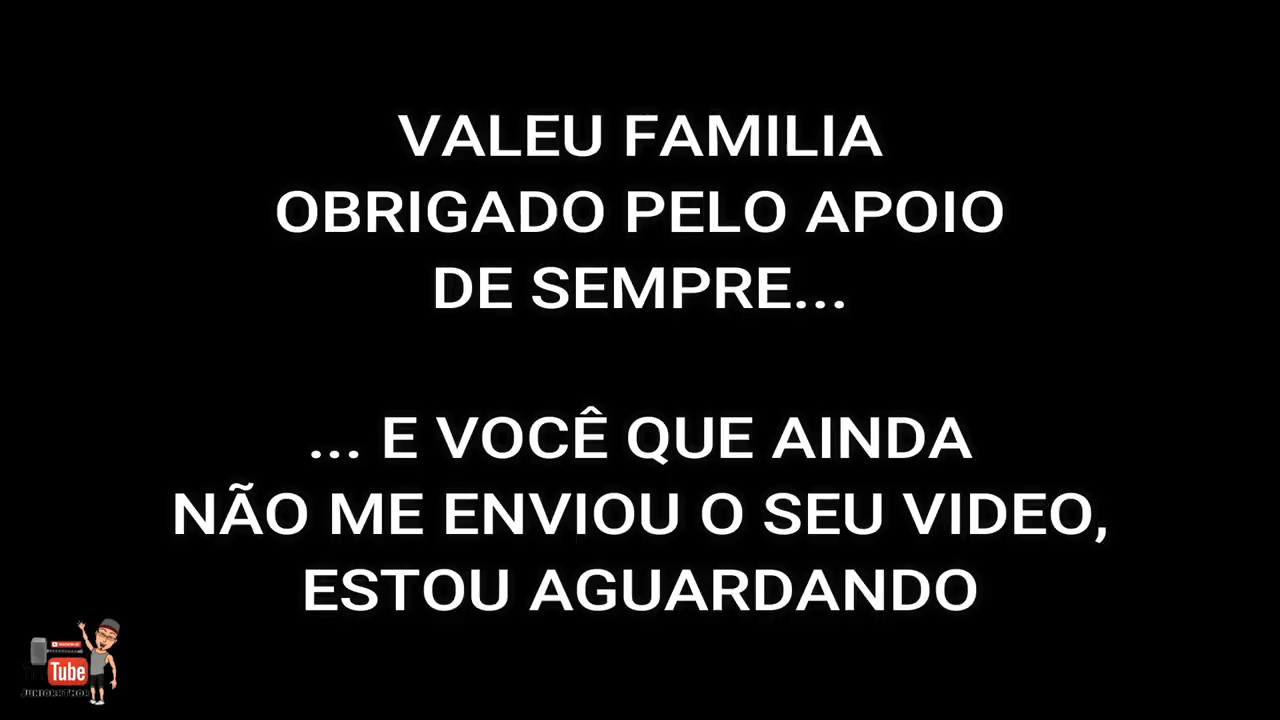 VALEU FAMILIA
OBRIGADO PELO APOIO
DE SEMPRE...
... E VOCÊ QUE AINDA
NÃO ME ENVIOU O SEU VIDEO,
ESTOU AGUARDANDO
Tube